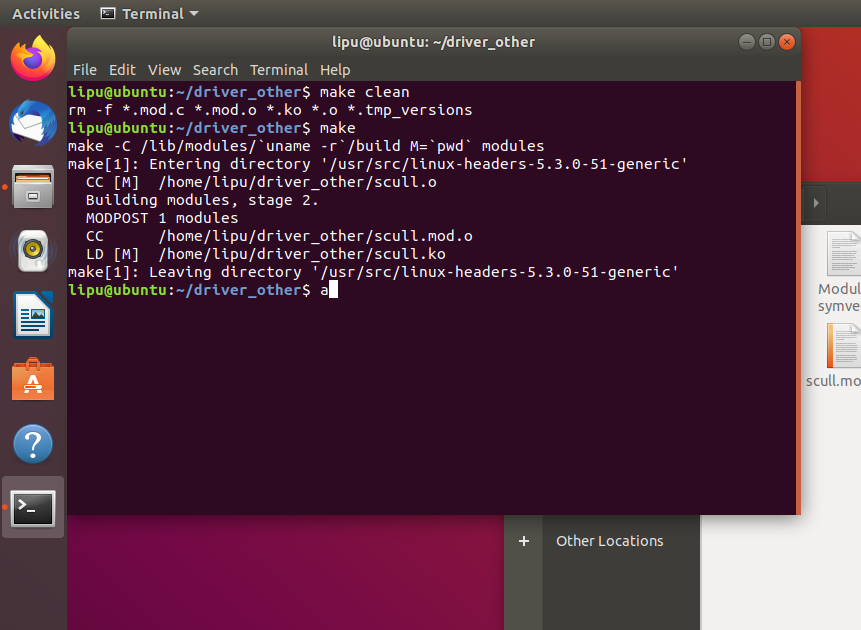 Activities
Terminal
lipu@ubuntu: ~/driver_other
File Edit View Search Terminal Help
lipu@ubuntu:~/driver_other$ make clean
rm -f *.mod.c *.mod.o *.ko *.o *.tmp_versions
lipu@ubuntu:~/driver_other$ make
make -C /lib/modules/`uname -r`/build M=`pwd` modules
make[1]: Entering directory '/usr/src/linux-headers-5.3.0-51-generic'
  CC [M]  /home/lipu/driver_other/scull.o
  Building modules, stage 2.
  MODPOST 1 modules
  CC      /home/lipu/driver_other/scull.mod.o
  LD [M]  /home/lipu/driver_other/scull.ko
make[1]: Leaving directory '/usr/src/linux-headers-5.3.0-51-generic'
lipu@ubuntu:~/driver_other$ a
Modul
symve
scull.mo
+ Other Locations